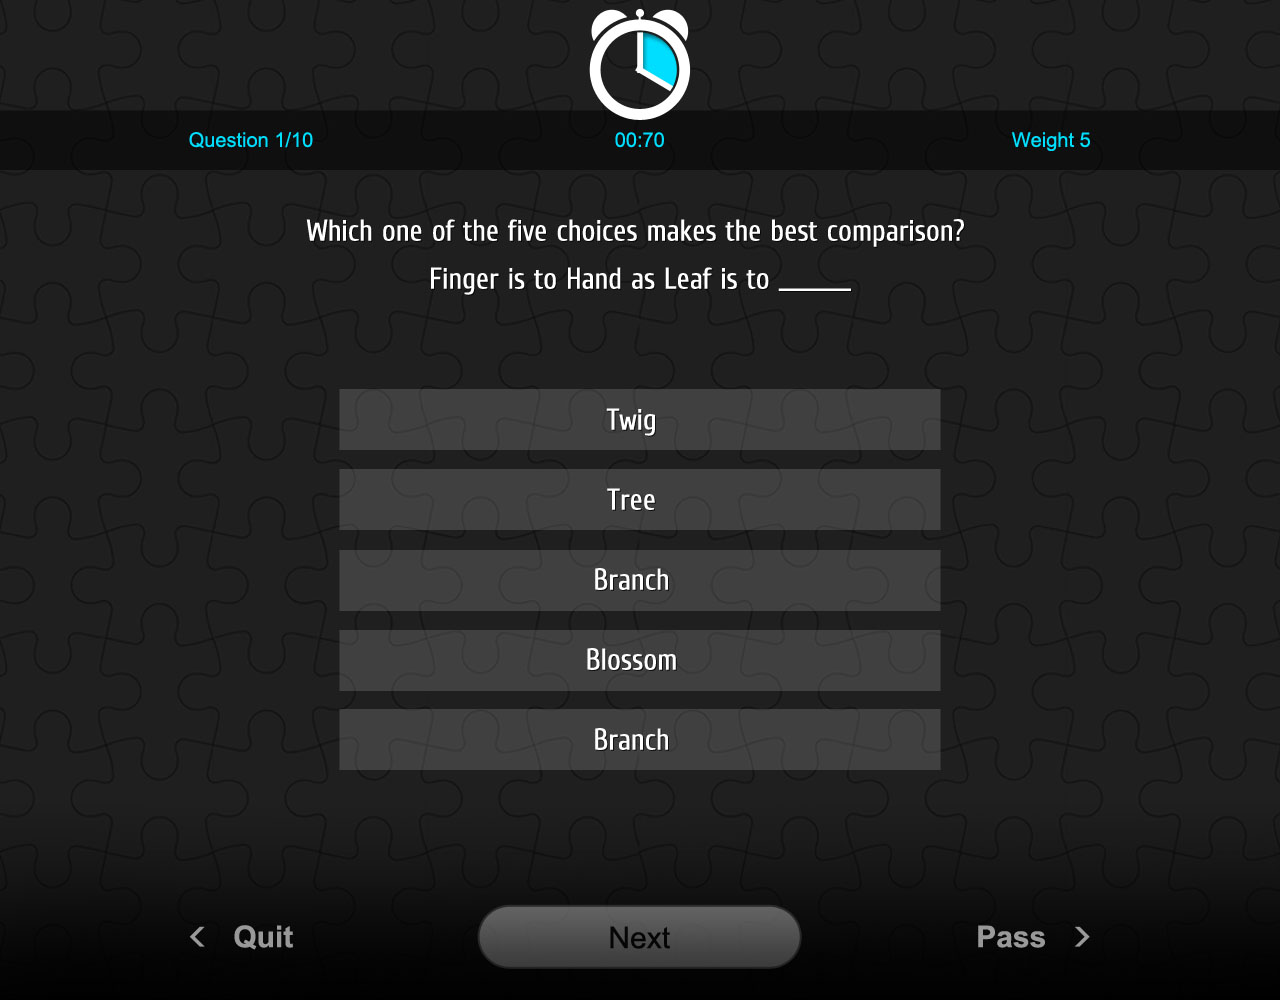 Question 1/10
00:70
Weight 5
Which one of the five choices makes the best comparison?
Finger is to Hand as Leaf is to ______
Twig
Tree
Branch
Blossom
Branch
< Quit
Next
Pass >